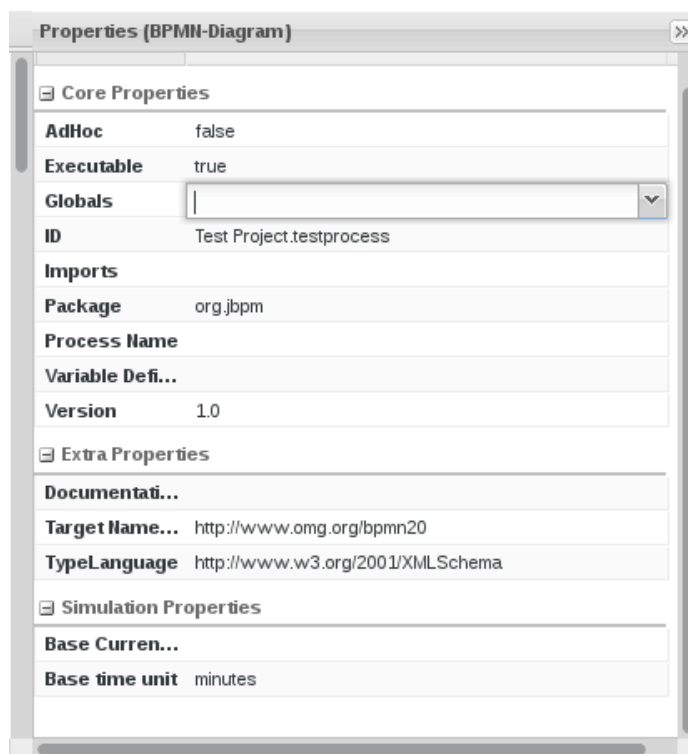 Properties (BPMN-Diagram)
Core Properties
AdHoc false
Executable true
Globals
ID Test Project.testprocess
Imports
Package org.jbpm
Process Name
Variable Defi...
Version 1.0
Extra Properties
Documentati...
Target Name... http://www.omg.org/bpmn20
TypeLanguage http://www.w3.org/2001/XMLSchema
Simulation Properties
Base Curren...
Base time unit minutes